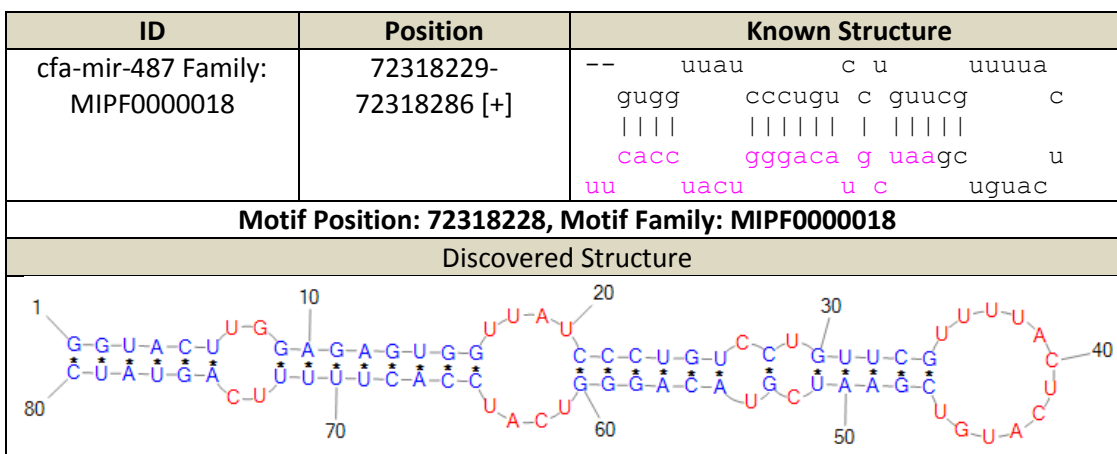 ID Position Known Structure
cfa-mir-487 Family: MIPF0000018
72318229-
72318286 [+]
-- uuau c u uuuua
gugg cccugu c guucg c
|||| |||||| | |||||
cacc gggaca g uaagc u
uu uacu u c uguac
Motif Position: 72318228, Motif Family: MIPF0000018
Discovered Structure
1 10 20 30 40
G-G-U-A-C-U-U-G-G-A-G-A-G-U-G-G-U-U-A-U-C-C-C-U-G-U-C-C-U-G-U-U-C-G-U-U-U-U-A-C-U-C-A-U-G-U
C-U-A-U-G-A-C-U-U-U-U-U-C-A-C-C-U-A-C-U-G-G-G-A-C-A-U-G-C-U-A-A-G-C
80 70 60 50